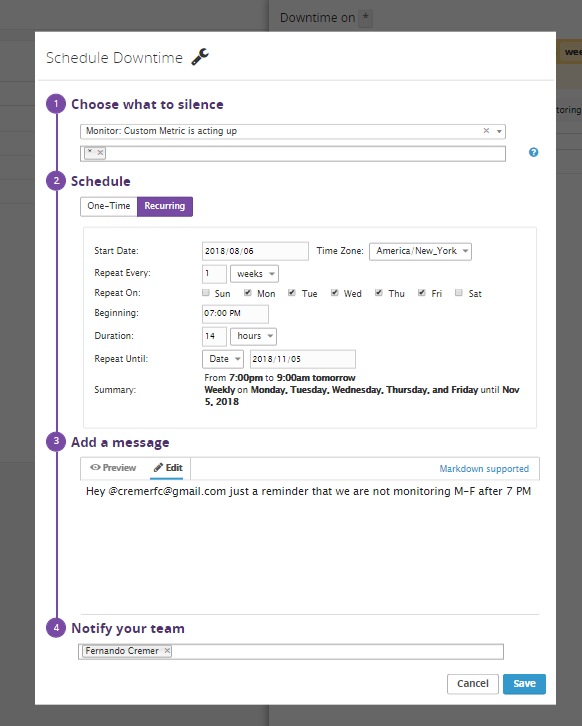 Downtime on *
wee
toring
Schedule Downtime
1 Choose what to silence
Monitor: Custom Metric is acting up × ▾
* ×
?
2 Schedule
One-Time Recurring
Start Date: 2018/08/06 Time Zone: America/New_York
Repeat Every: 1 weeks
Repeat On: Sun Mon Tue Wed Thu Fri Sat
Beginning: 07:00 PM
Duration: 14 hours
Repeat Until: Date 2018/11/05
From 7:00pm to 9:00am tomorrow
Summary: Weekly on Monday, Tuesday, Wednesday, Thursday, and Friday until Nov
5, 2018
3 Add a message
Preview Edit Markdown supported
Hey @cremerfc@gmail.com just a reminder that we are not monitoring M-F after 7 PM
4 Notify your team
Fernando Cremer ×
Cancel Save